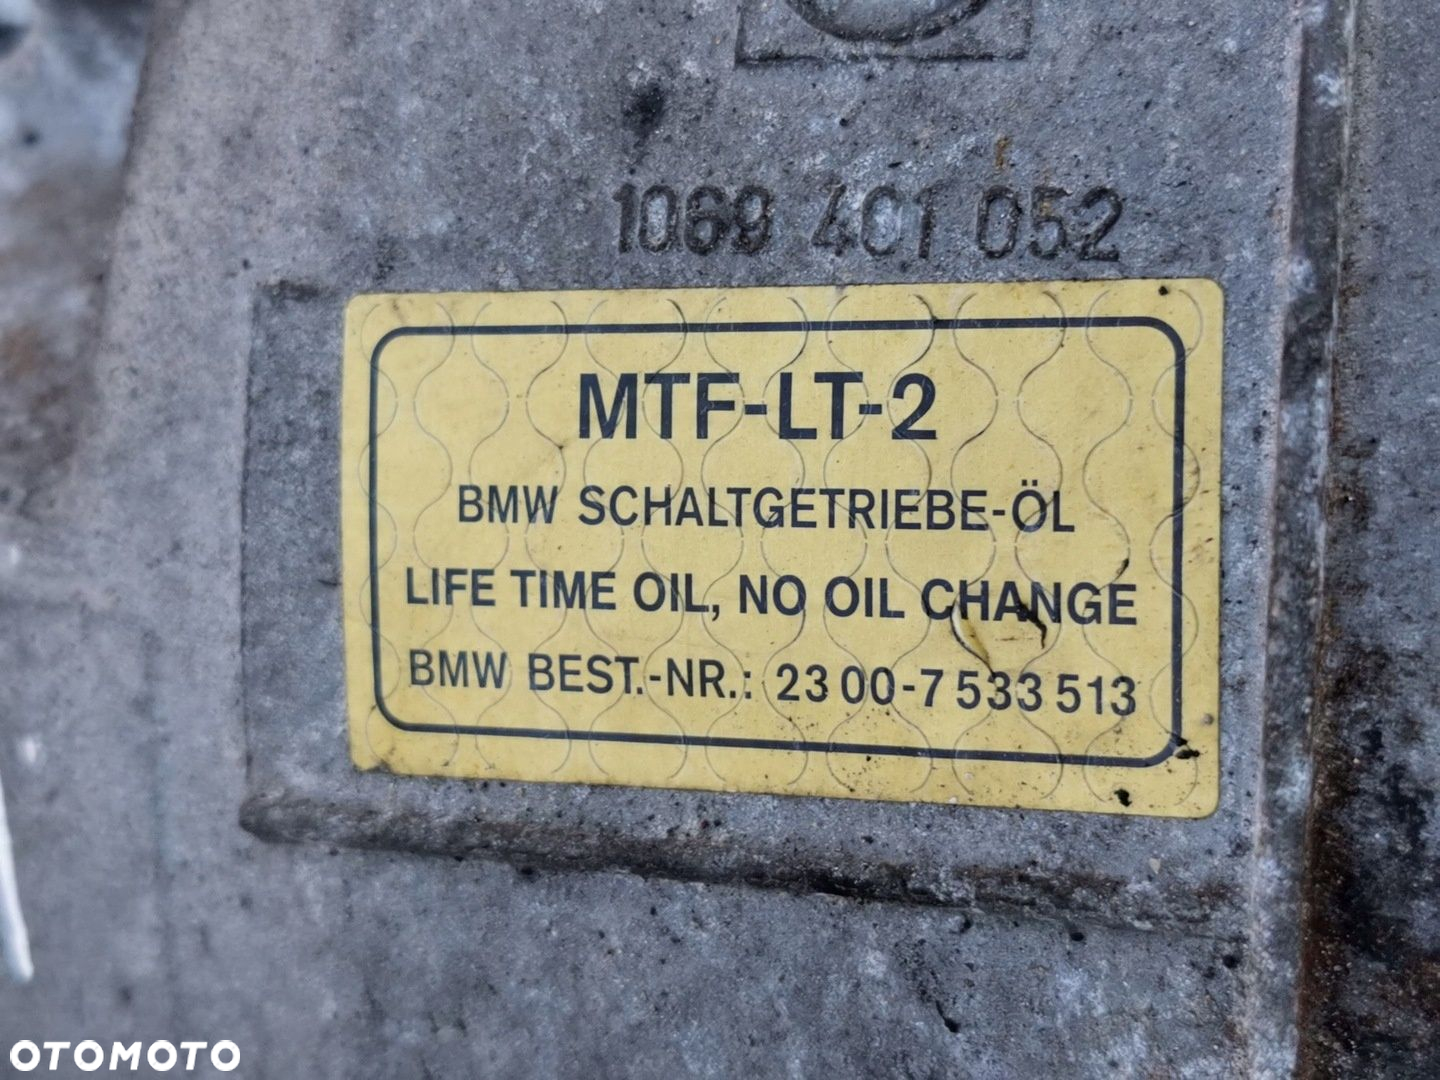 1069 401 052
MTF-LT-2
BMW SCHALTGETRIEBE-ÖL
LIFE TIME OIL, NO OIL CHANGE
BMW BEST.-NR.: 23 00-7 533 513
OTOMOTO